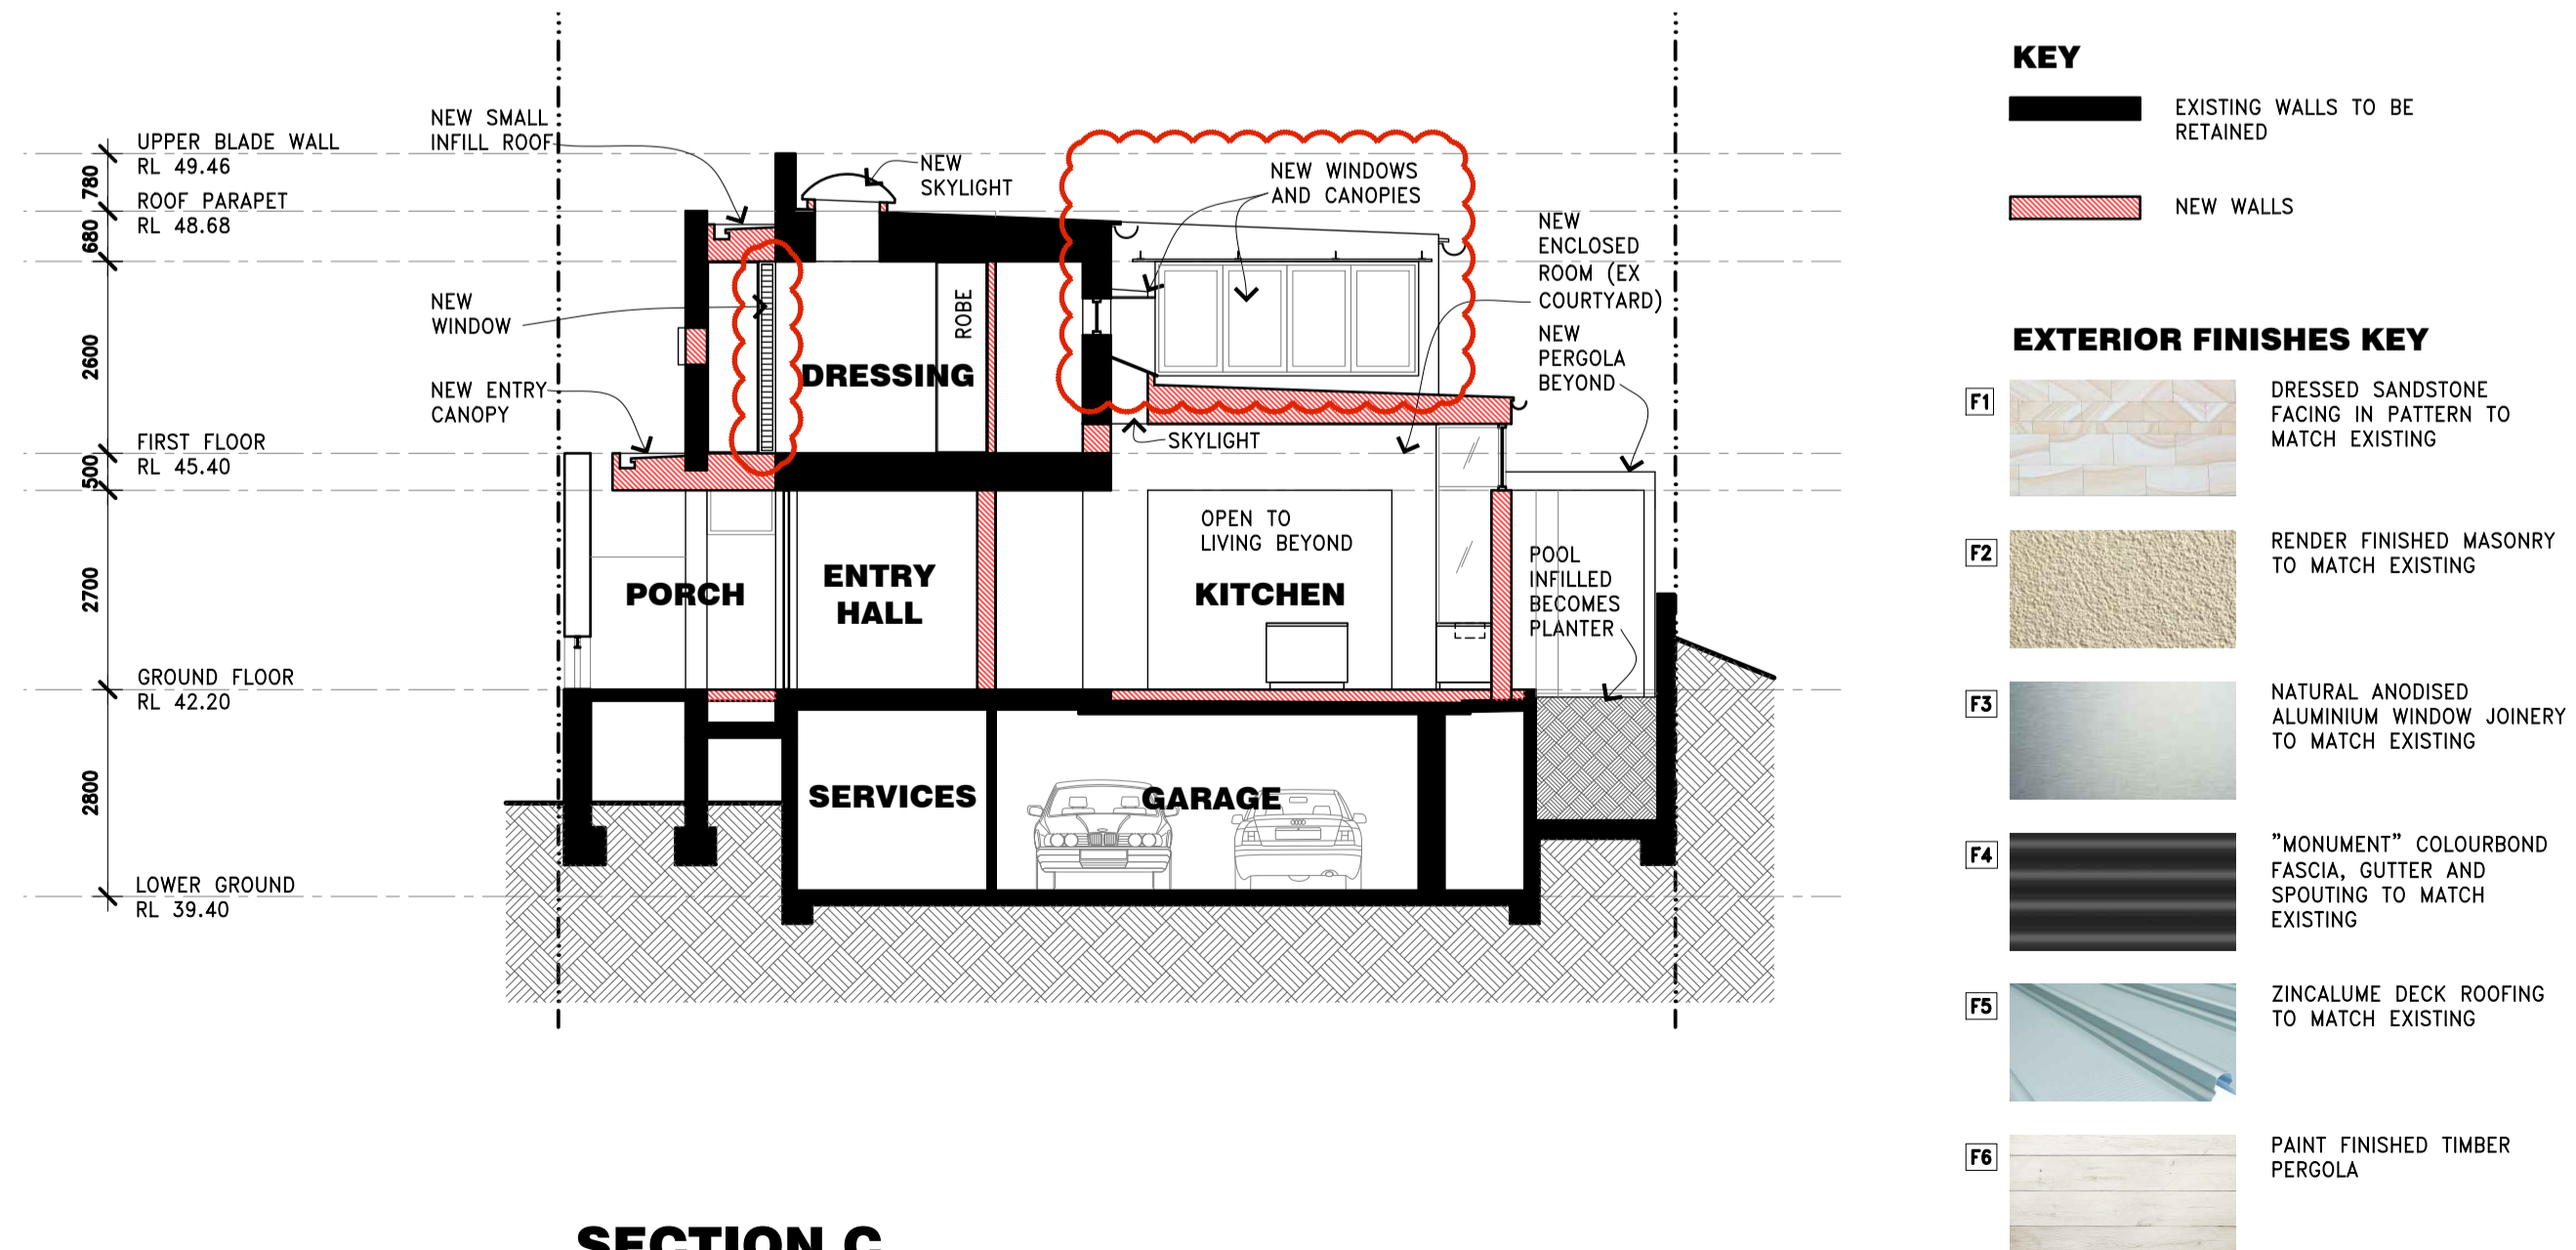 UPPER BLADE WALL
RL 49.46
ROOF PARAPET
RL 48.68
FIRST FLOOR
RL 45.40
GROUND FLOOR
RL 42.20
LOWER GROUND
RL 39.40
780
680
2600
500
2700
2800
NEW SMALL
INFILL ROOF
NEW
WINDOW
NEW ENTRY
CANOPY
NEW
SKYLIGHT
NEW WINDOWS
AND CANOPIES
NEW
ENCLOSED
ROOM (EX
COURTYARD)
NEW
PERGOLA
BEYOND
ROBE
DRESSING
SKYLIGHT
OPEN TO
LIVING BEYOND
PORCH
ENTRY
HALL
KITCHEN
POOL
INFILLED
BECOMES
PLANTER
SERVICES
GARAGE
SECTION C
KEY
EXISTING WALLS TO BE
RETAINED
NEW WALLS
EXTERIOR FINISHES KEY
F1
DRESSED SANDSTONE
FACING IN PATTERN TO
MATCH EXISTING
F2
RENDER FINISHED MASONRY
TO MATCH EXISTING
F3
NATURAL ANODISED
ALUMINIUM WINDOW JOINERY
TO MATCH EXISTING
F4
"MONUMENT" COLOURBOND
FASCIA, GUTTER AND
SPOUTING TO MATCH
EXISTING
F5
ZINCALUME DECK ROOFING
TO MATCH EXISTING
F6
PAINT FINISHED TIMBER
PERGOLA